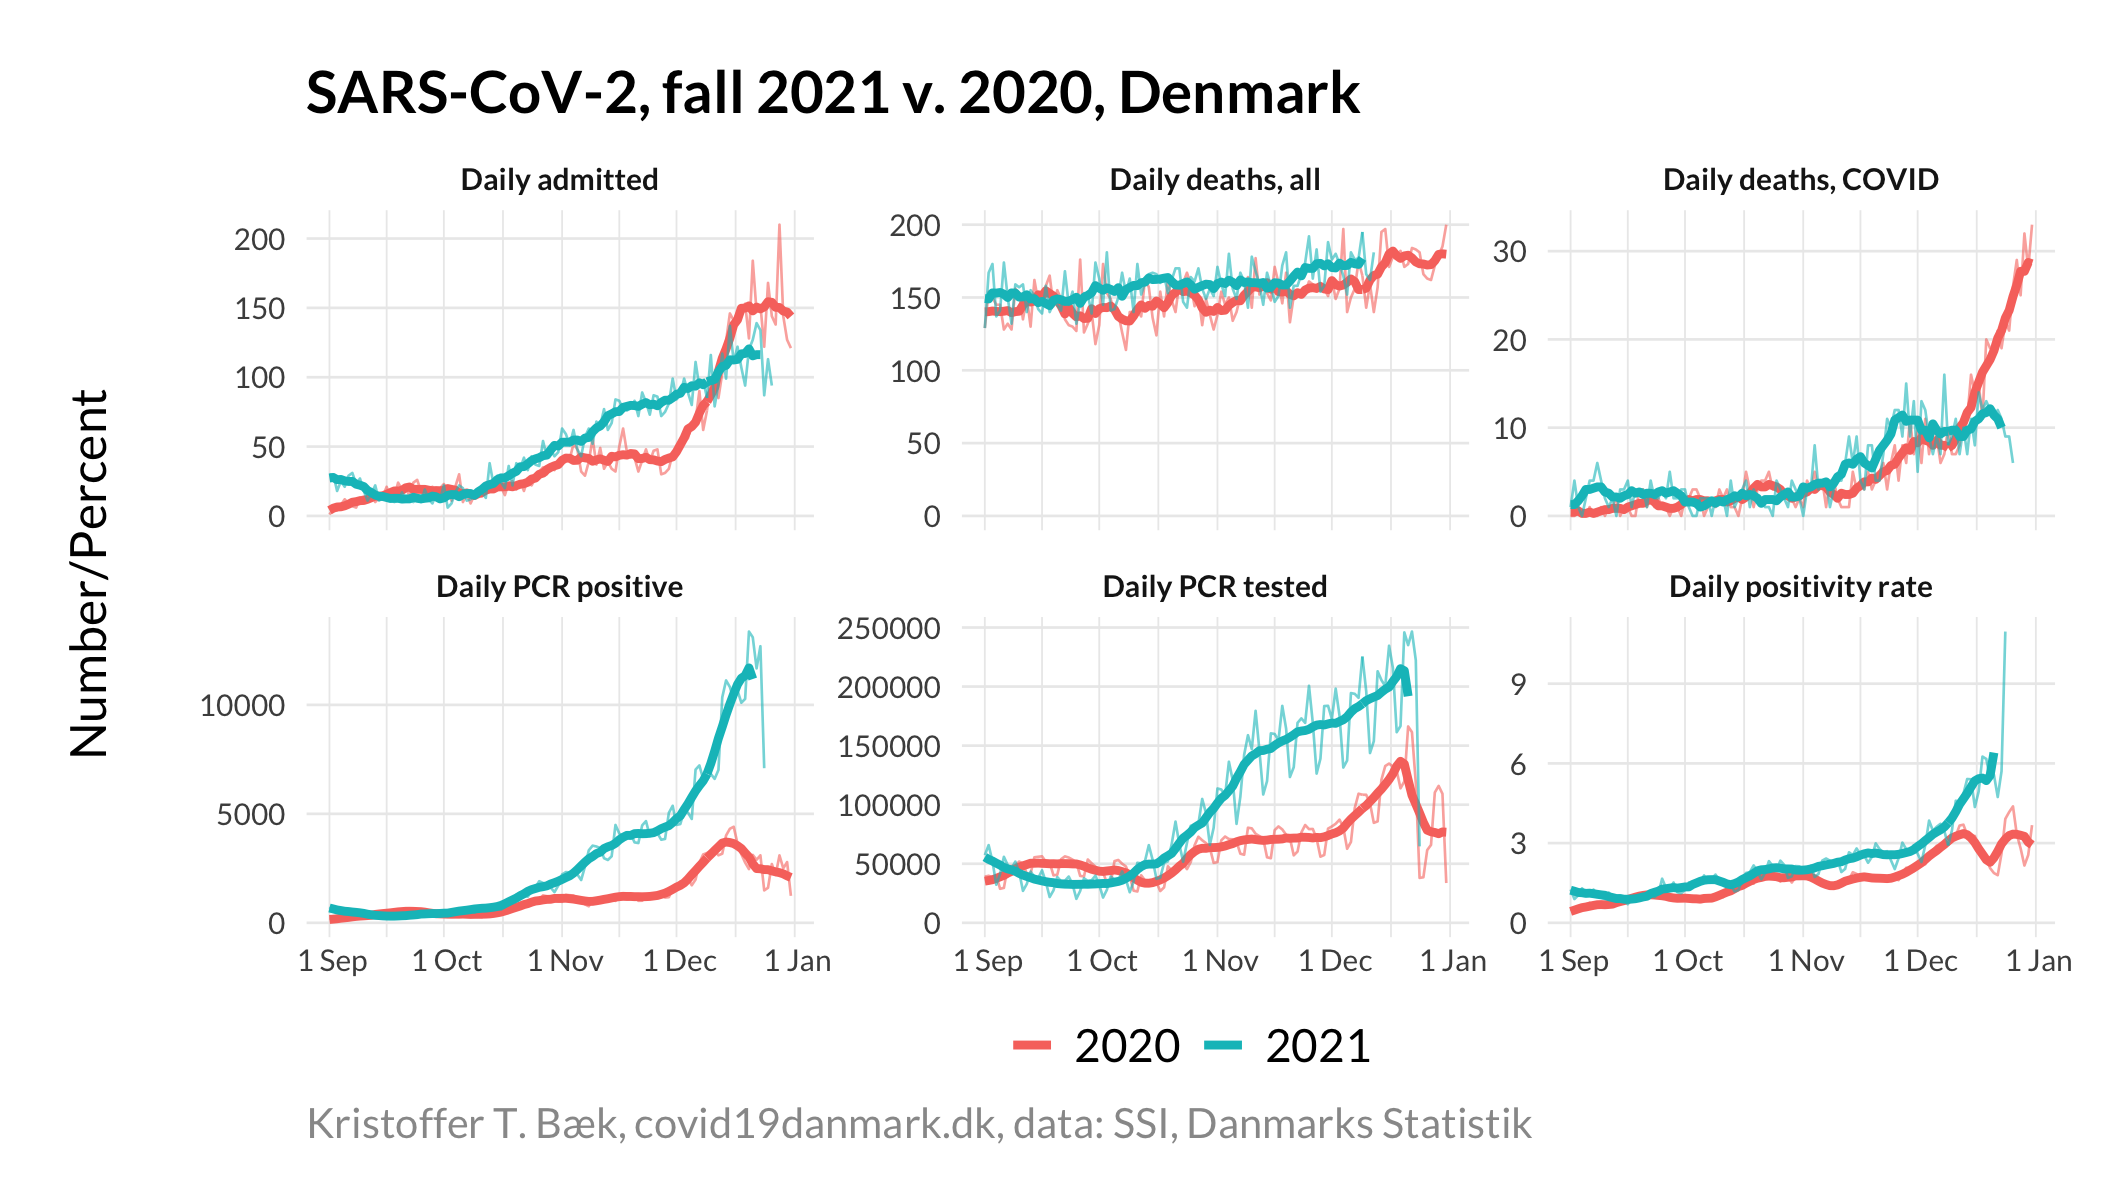 SARS-CoV-2, fall 2021 v. 2020, Denmark
Number/Percent
Daily admitted
200
150
100
50
0
Daily deaths, all
200
150
100
50
0
Daily deaths, COVID
30
20
10
0
Daily PCR positive
10000
5000
0
1 Sep 1 Oct 1 Nov 1 Dec 1 Jan
Daily PCR tested
250000
200000
150000
100000
50000
0
1 Sep 1 Oct 1 Nov 1 Dec 1 Jan
Daily positivity rate
9
6
3
0
1 Sep 1 Oct 1 Nov 1 Dec 1 Jan
2020 2021
Kristoffer T. Bæk, covid19danmark.dk, data: SSI, Danmarks Statistik